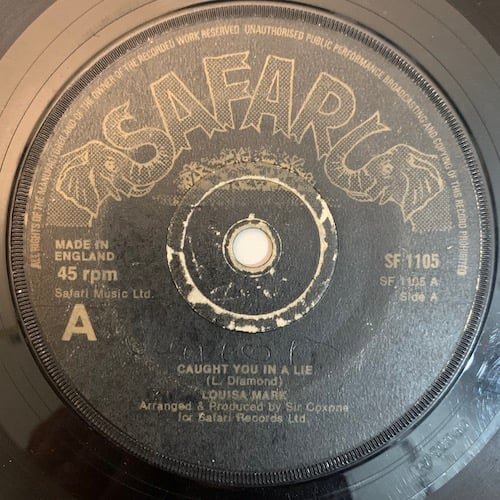 ALL RIGHTS OF THE MANUFACTURER AND OF THE OWNER OF THE RECORDED WORK RESERVED UNAUTHORISED PUBLIC PERFORMANCE BROADCASTING AND COPYING OF THIS RECORD PROHIBITED
SAFARI
MADE IN
ENGLAND
45 rpm
Safari Music Ltd.
SF 1105
SF 1105 A
Side A
A
CAUGHT YOU IN A LIE
(L. Diamond)
LOUISA MARK
Arranged & Produced by Sir Coxone
for Safari Records Ltd.